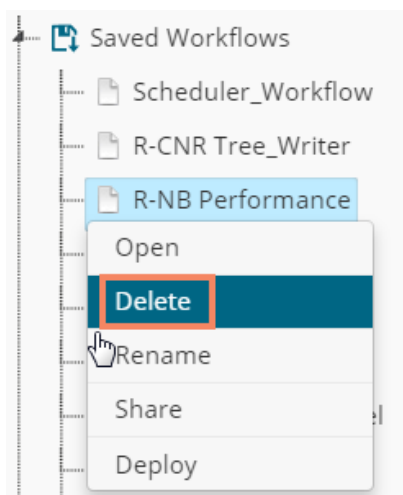 Saved Workflows
Scheduler_Workflow
R-CNR Tree_Writer
R-NB Performance
Open
Delete
Rename
Share
Deploy